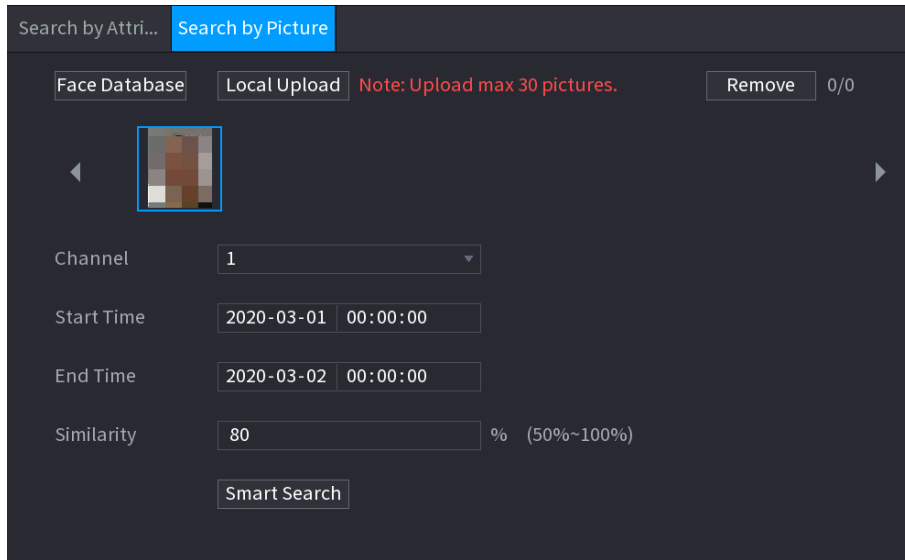 Search by Attri... Search by Picture
Face Database Local Upload Note: Upload max 30 pictures. Remove 0/0
Channel 1
Start Time 2020-03-01 00:00:00
End Time 2020-03-02 00:00:00
Similarity 80 % (50%~100%)
Smart Search